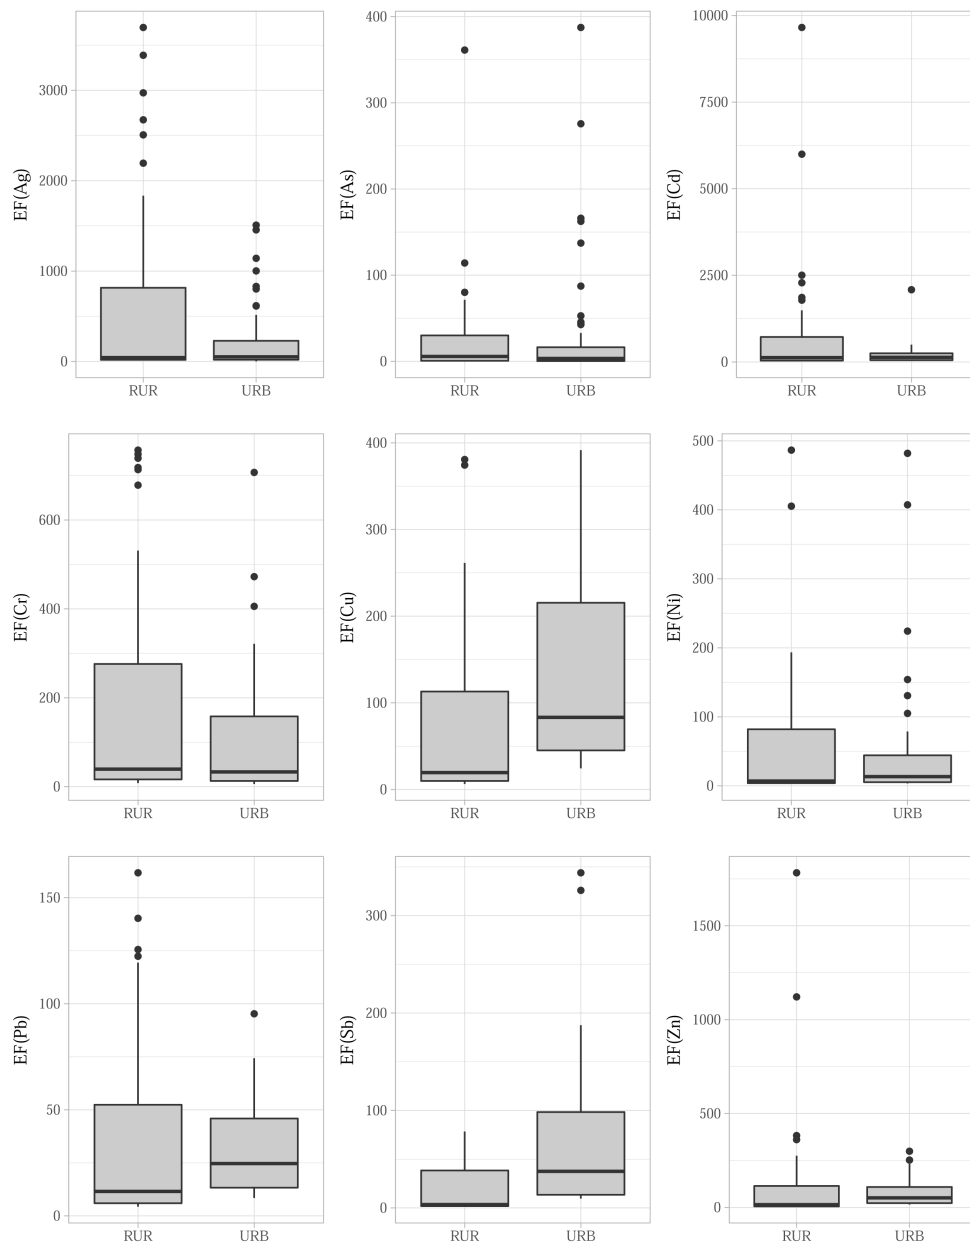 EF(Ag)
3000
2000
1000
0
RUR URB
EF(As)
400
300
200
100
0
RUR URB
EF(Cd)
10000
7500
5000
2500
0
RUR URB
EF(Cr)
600
400
200
0
RUR URB
EF(Cu)
400
300
200
100
0
RUR URB
EF(Ni)
500
400
300
200
100
0
RUR URB
EF(Pb)
150
100
50
0
RUR URB
EF(Sb)
300
200
100
0
RUR URB
EF(Zn)
1500
1000
500
0
RUR URB